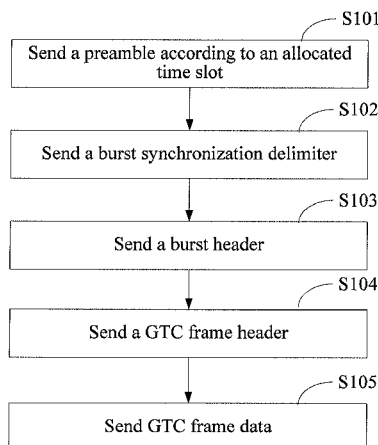 S101
Send a preamble according to an allocated
time slot
S102
Send a burst synchronization delimiter
S103
Send a burst header
S104
Send a GTC frame header
S105
Send GTC frame data